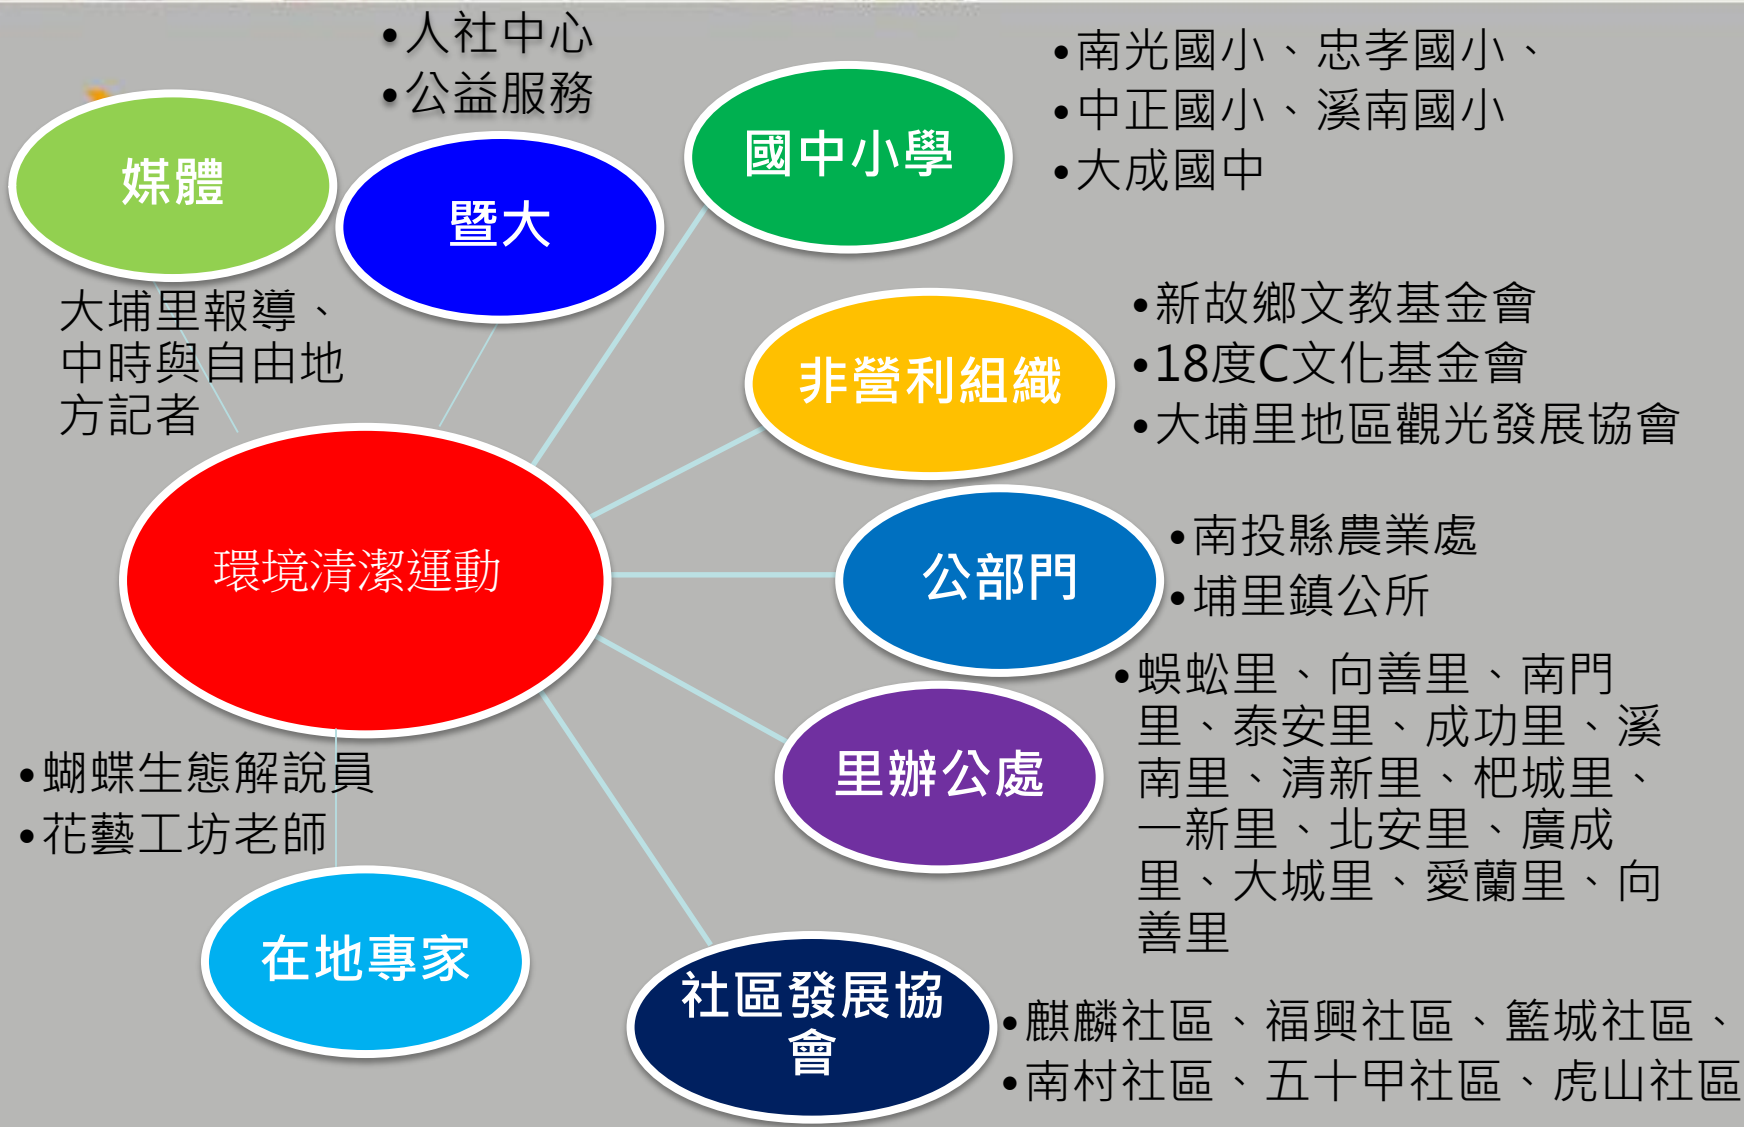 •人社中心
•公益服務
•南光國小、忠孝國小、
•中正國小、溪南國小
•大成國中
媒體
暨大
國中小學
大埔里報導、
中時與自由地
方記者
非營利組織
•新故鄉文教基金會
•18度C文化基金會
•大埔里地區觀光發展協會
環境清潔運動
公部門
•南投縣農業處
•埔里鎮公所
里辦公處
•蜈蚣里、向善里、南門
里、泰安里、成功里、溪
南里、清新里、杷城里、
一新里、北安里、廣成
里、大城里、愛蘭里、向
善里
•蝴蝶生態解說員
•花藝工坊老師
在地專家
社區發展協
會
•麒麟社區、福興社區、籃城社區、
•南村社區、五十甲社區、虎山社區